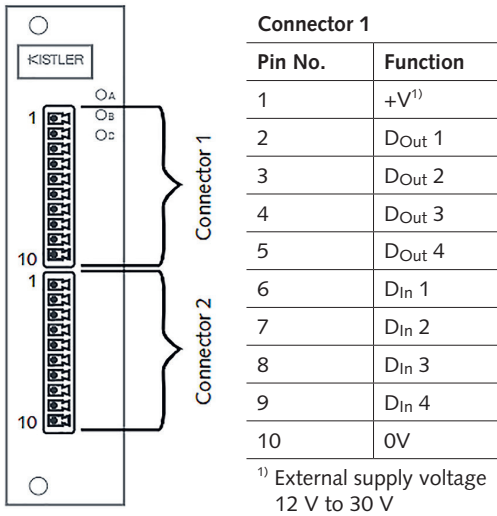 KISTLER
A
B
C
1
10
Connector 1
1
10
Connector 2
Connector 1
Pin No. Function
1 +V1)
2 DOut 1
3 DOut 2
4 DOut 3
5 DOut 4
6 DIn 1
7 DIn 2
8 DIn 3
9 DIn 4
10 0V
1) External supply voltage
12 V to 30 V